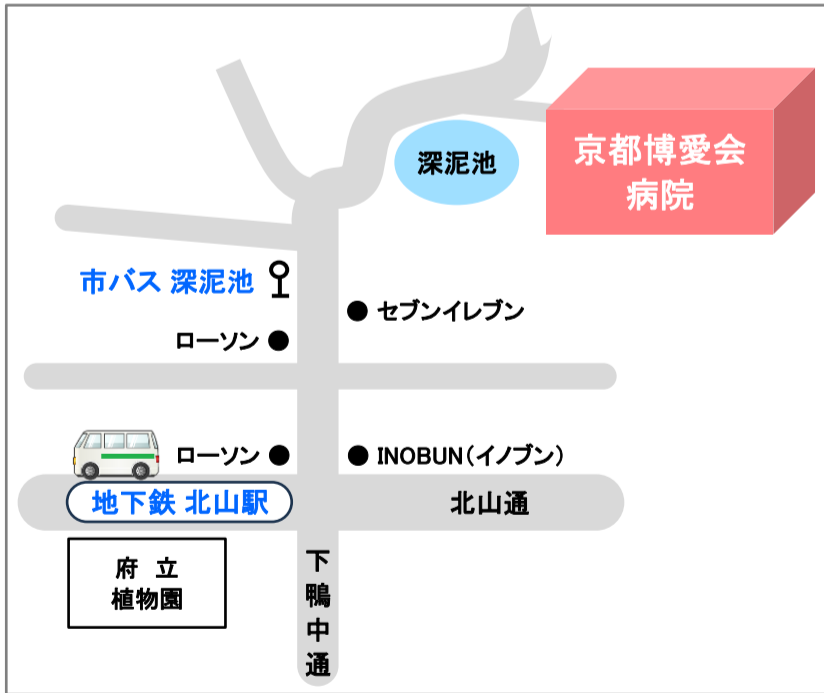 京都博愛会
病院
深泥池
市バス 深泥池
セブンイレブン
ローソン
ローソン
INOBUN(イノブン)
地下鉄 北山駅
北山通
府 立
植物園
下鴨中通